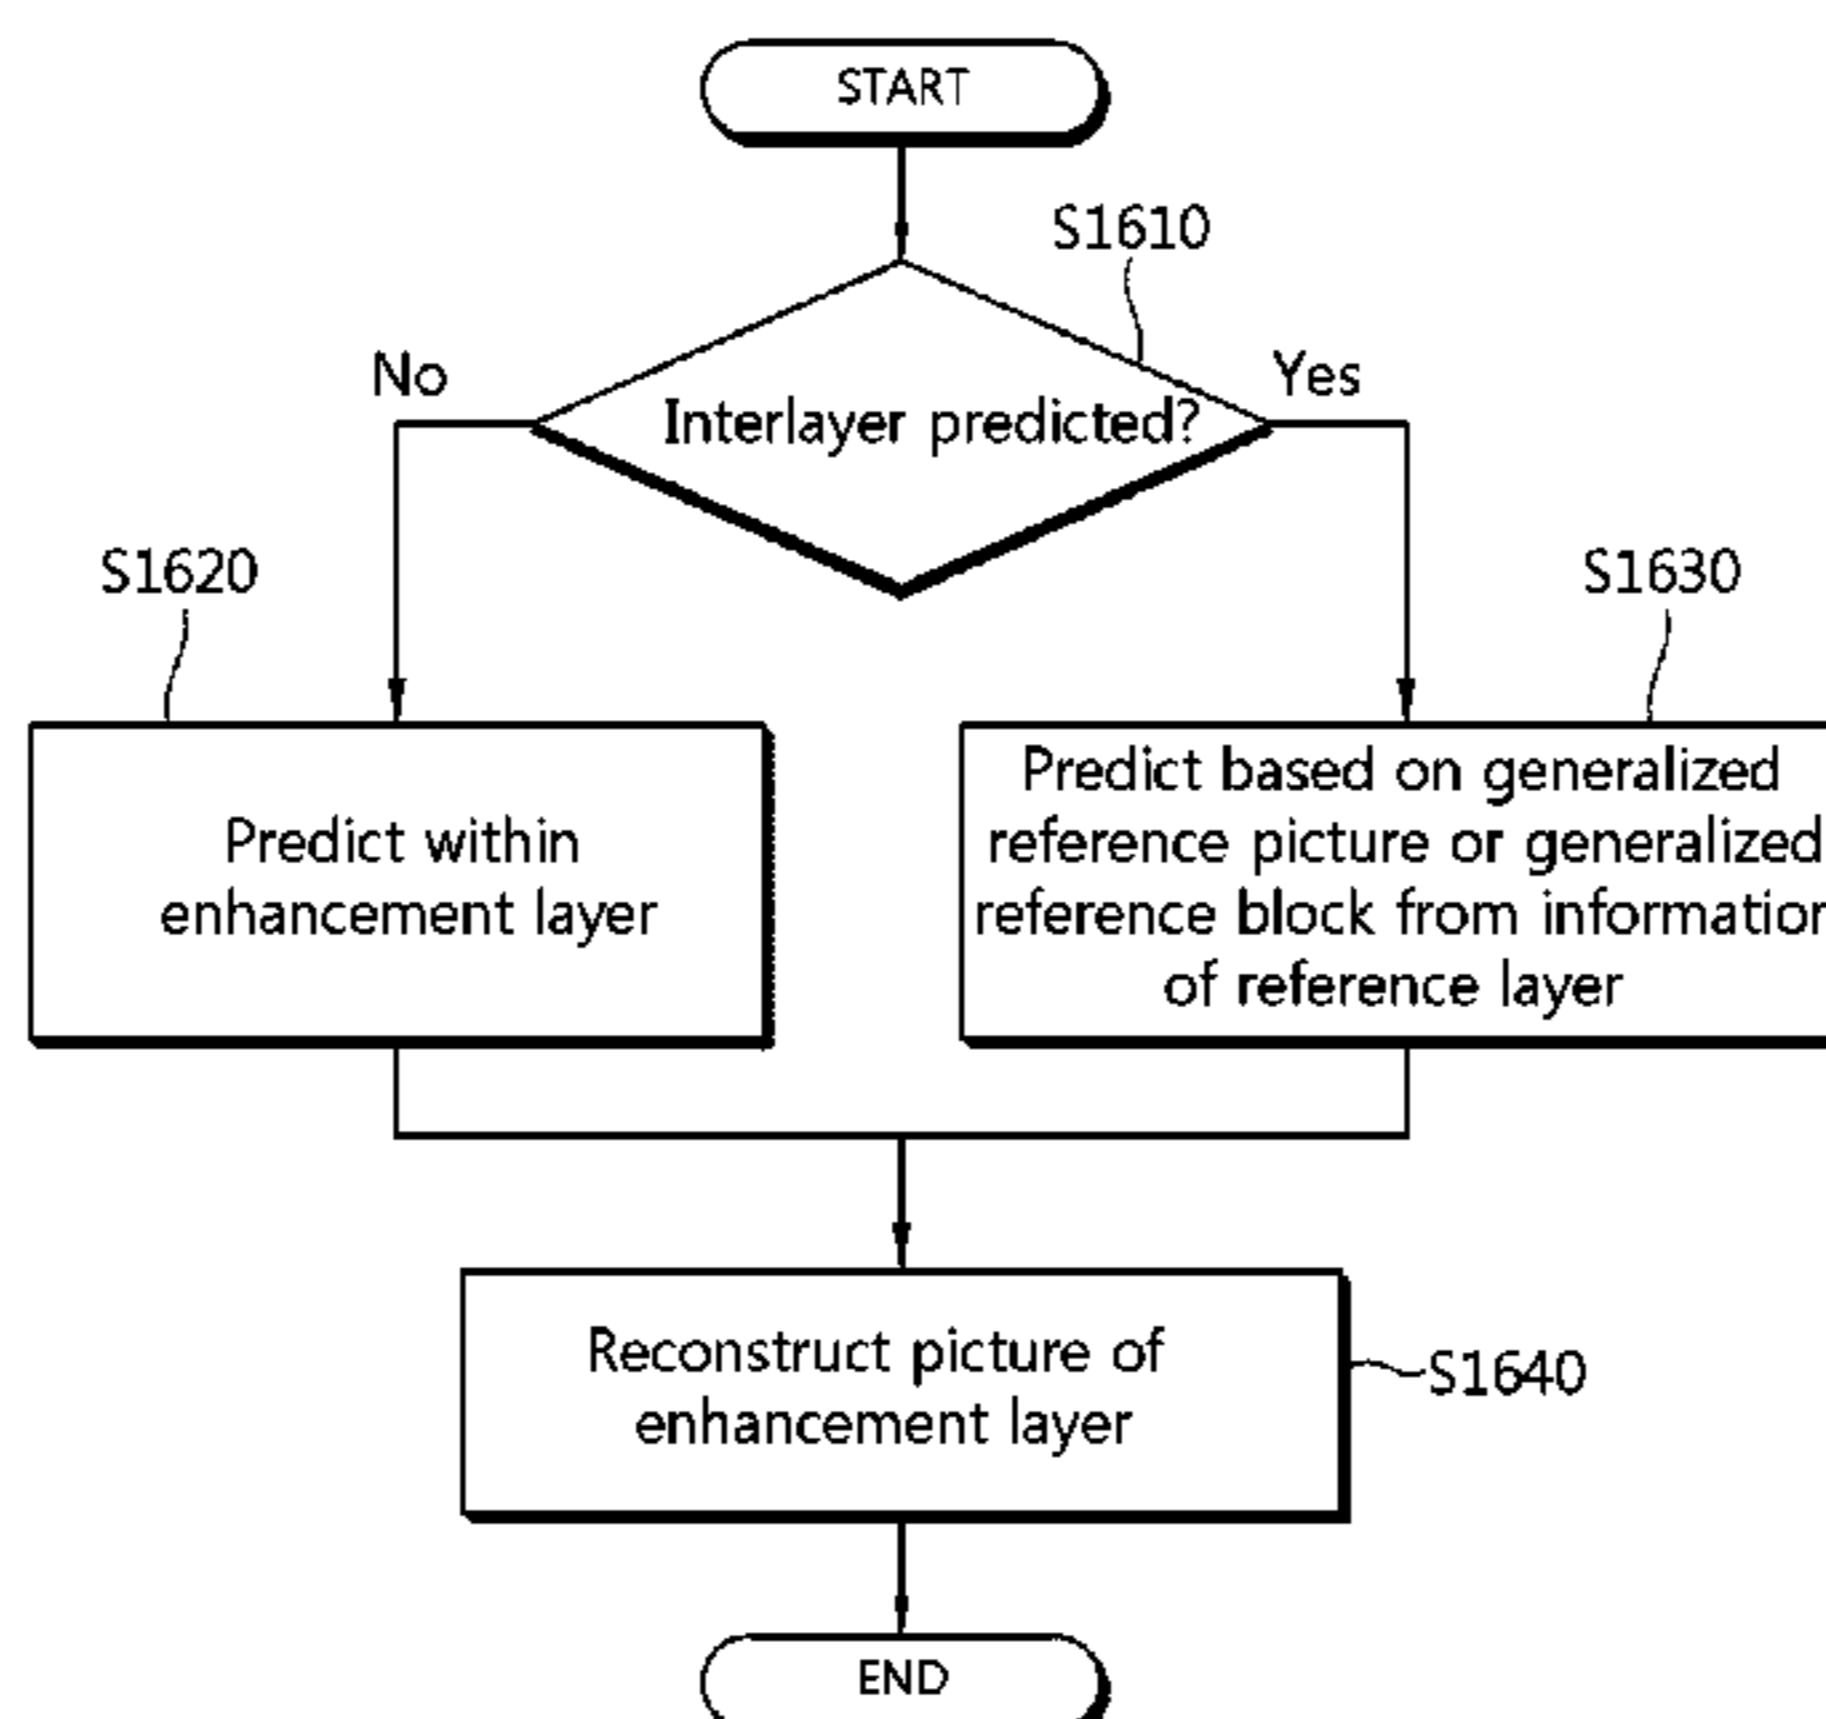 START
S1610
No
Yes
Interlayer predicted?
S1620
S1630
Predict within
enhancement layer
Predict based on generalized
reference picture or generalized
reference block from information
of reference layer
Reconstruct picture of
enhancement layer
S1640
END